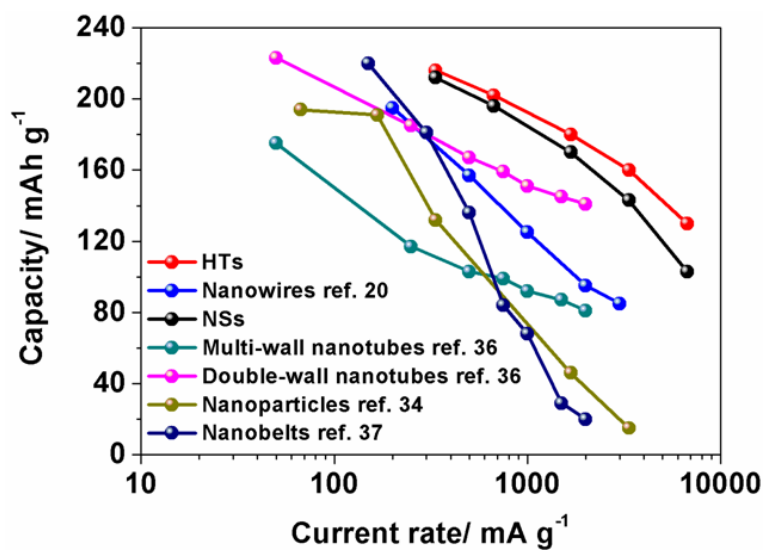 240
200
160
120
80
40
0
Capacity/ mAh g⁻¹
HTs
Nanowires ref. 20
NSs
Multi-wall nanotubes ref. 36
Double-wall nanotubes ref. 36
Nanoparticles ref. 34
Nanobelts ref. 37
10 100 1000 10000
Current rate/ mA g⁻¹